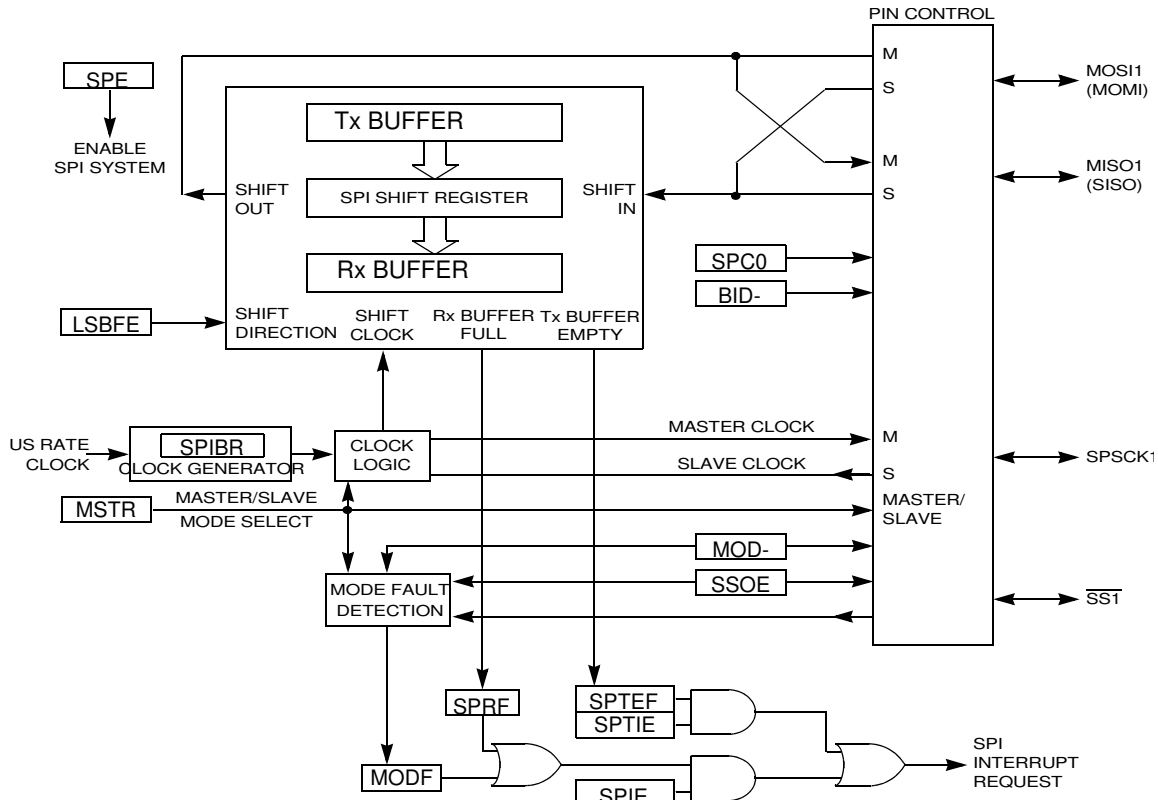 PIN CONTROL
M
SPE
S
MOSI1
(MOMI)
ENABLE
SPI SYSTEM
Tx BUFFER
M
MISO1
(SISO)
SHIFT
OUT
SPI SHIFT REGISTER
SHIFT
IN
S
Rx BUFFER
SPC0
BID-
LSBFE
SHIFT
DIRECTION
SHIFT
CLOCK
Rx BUFFER
FULL
Tx BUFFER
EMPTY
US RATE
CLOCK
SPIBR
CLOCK GENERATOR
CLOCK
LOGIC
MASTER CLOCK
M
SLAVE CLOCK
S
SPSCK1
MSTR
MASTER/SLAVE
MODE SELECT
MASTER/
SLAVE
MOD-
MODE FAULT
DETECTION
SSOE
SS1
SPRF
SPTEF
SPTIE
MODF
SPI
INTERRUPT
REQUEST